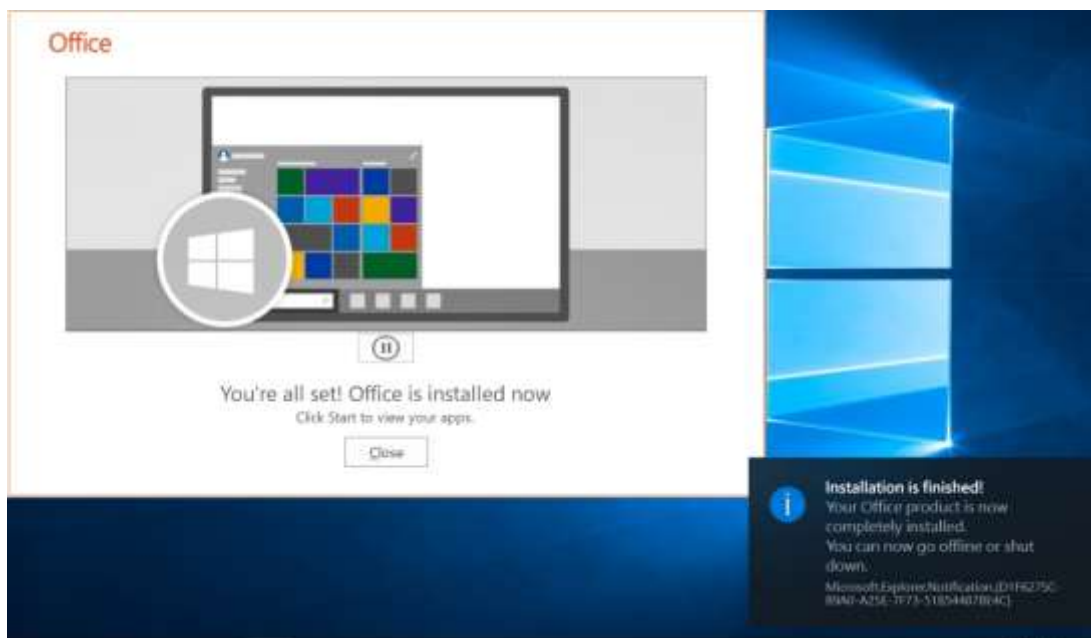 Office
You're all set! Office is installed now
Click Start to view your apps.
Close
Installation is finished!
Your Office product is now
completely installed.
You can now go offline or shut
down.